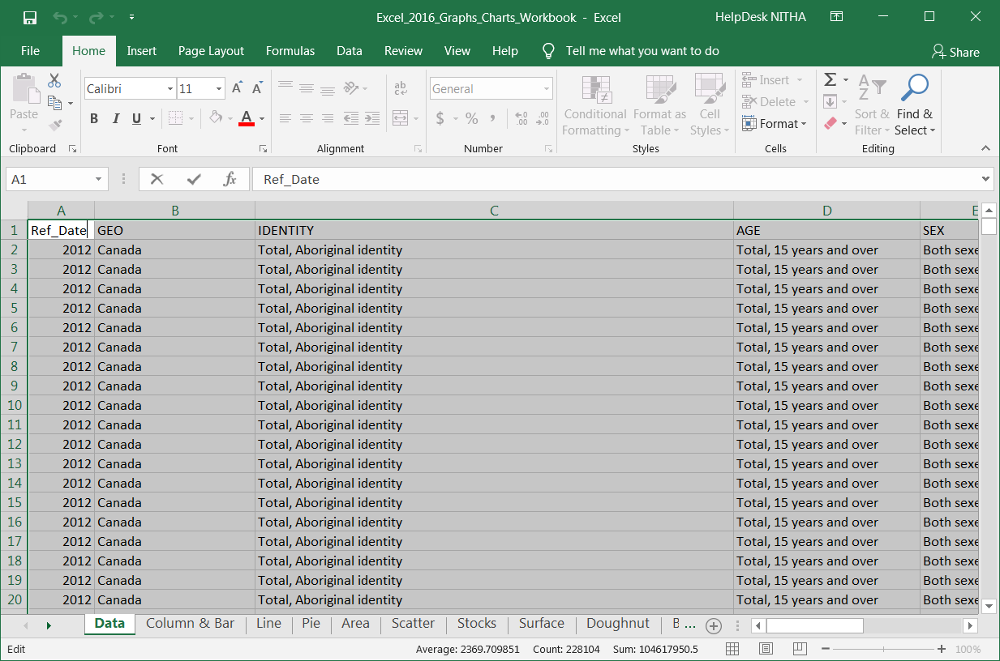 Excel_2016_Graphs_Charts_Workbook - Excel HelpDesk NITHA
File Home Insert Page Layout Formulas Data Review View Help Tell me what you want to do Share
Calibri 11 ab General Insert Σ A
Paste Delete Z
B I U A $ % , Conditional Format as Cell Format Sort & Find &
Formatting Table Styles Filter Select
Clipboard Font Alignment Number Styles Cells Editing
A1 fx Ref_Date
A B C D E
1 Ref_Date GEO IDENTITY AGE SEX
2 2012 Canada Total, Aboriginal identity Total, 15 years and over Both sexe
3 2012 Canada Total, Aboriginal identity Total, 15 years and over Both sexe
4 2012 Canada Total, Aboriginal identity Total, 15 years and over Both sexe
5 2012 Canada Total, Aboriginal identity Total, 15 years and over Both sexe
6 2012 Canada Total, Aboriginal identity Total, 15 years and over Both sexe
7 2012 Canada Total, Aboriginal identity Total, 15 years and over Both sexe
8 2012 Canada Total, Aboriginal identity Total, 15 years and over Both sexe
9 2012 Canada Total, Aboriginal identity Total, 15 years and over Both sexe
10 2012 Canada Total, Aboriginal identity Total, 15 years and over Both sexe
11 2012 Canada Total, Aboriginal identity Total, 15 years and over Both sexe
12 2012 Canada Total, Aboriginal identity Total, 15 years and over Both sexe
13 2012 Canada Total, Aboriginal identity Total, 15 years and over Both sexe
14 2012 Canada Total, Aboriginal identity Total, 15 years and over Both sexe
15 2012 Canada Total, Aboriginal identity Total, 15 years and over Both sexe
16 2012 Canada Total, Aboriginal identity Total, 15 years and over Both sexe
17 2012 Canada Total, Aboriginal identity Total, 15 years and over Both sexe
18 2012 Canada Total, Aboriginal identity Total, 15 years and over Both sexe
19 2012 Canada Total, Aboriginal identity Total, 15 years and over Both sexe
20 2012 Canada Total, Aboriginal identity Total, 15 years and over Both sexe
Data Column & Bar Line Pie Area Scatter Stocks Surface Doughnut B ...
Edit Average: 2369.709851 Count: 228104 Sum: 104617950.5 100%